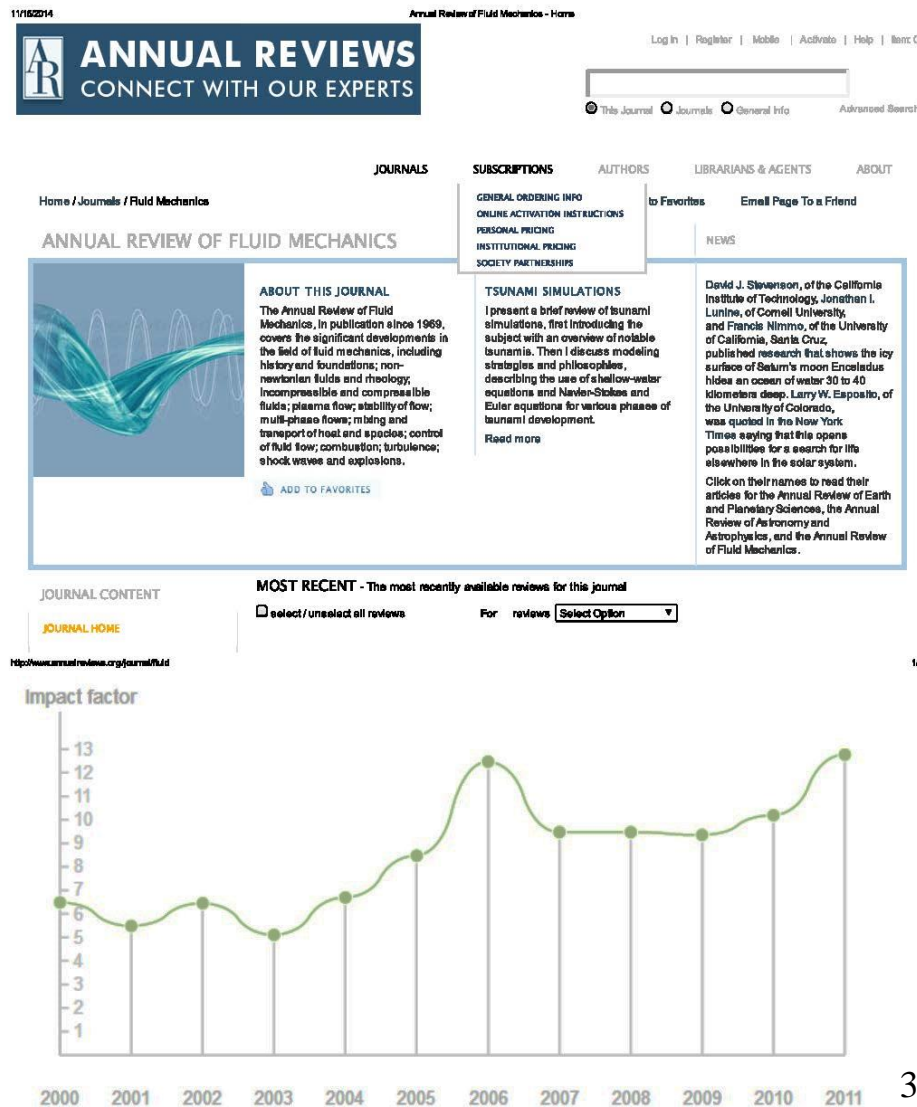 11/16/2014
Annual Review of Fluid Mechanics - Home
AR
ANNUAL REVIEWS
CONNECT WITH OUR EXPERTS
Log In | Register | Mobile | Activate | Help |
This Journal Journals General Info
Advanced Search
JOURNALS SUBSCRIPTIONS AUTHORS LIBRARIANS & AGENTS ABOUT
GENERAL ORDERING INFO
ONLINE ACTIVATION INSTRUCTIONS
PERSONAL PRICING
INSTITUTIONAL PRICING
SOCIETY PARTNERSHIPS
Home / Journals / Fluid Mechanics
to Favorites Email Page To a Friend
ANNUAL REVIEW OF FLUID MECHANICS
ABOUT THIS JOURNAL
The Annual Review of Fluid
Mechanics, in publication since 1969,
covers the significant developments in
the field of fluid mechanics, including
history and foundations; non-
newtonian fluids and rheology;
incompressible and compressible
fluids; plasma flow; stability of flow;
multi-phase flows; mixing and
transport of heat and species; control
of fluid flow; combustion; turbulence;
shock waves and explosions.
ADD TO FAVORITES
TSUNAMI SIMULATIONS
I present a brief review of tsunami
simulations, first introducing the
subject with an overview of notable
tsunamis. Then I discuss modeling
strategies and philosophies,
describing the use of shallow-water
equations and Navier-Stokes and
Euler equations for various phases of
tsunami development.
Read more
NEWS
David J. Stevenson, of the California
Institute of Technology, Jonathan I.
Lunine, of Cornell University,
and Francis Nimmo, of the University
of California, Santa Cruz,
published research that shows the icy
surface of Saturn's moon Enceladus
hides an ocean of water 30 to 40
kilometers deep. Larry W. Esposito, of
the University of Colorado,
was quoted in the New York
Times saying that this opens
possibilities for a search for life
elsewhere in the solar system.
Click on their names to read their
articles for the Annual Review of Earth
and Planetary Sciences, the Annual
Review of Astronomy and
Astrophysics, and the Annual Review
of Fluid Mechanics.
JOURNAL CONTENT
JOURNAL HOME
MOST RECENT - The most recently available reviews for this journal
select / unselect all reviews
For reviews Select Option
http://www.annualreviews.org/journal/fluid
1/
Impact factor
13
12
11
10
9
8
7
6
5
4
3
2
1
2000 2001 2002 2003 2004 2005 2006 2007 2008 2009 2010 2011
3